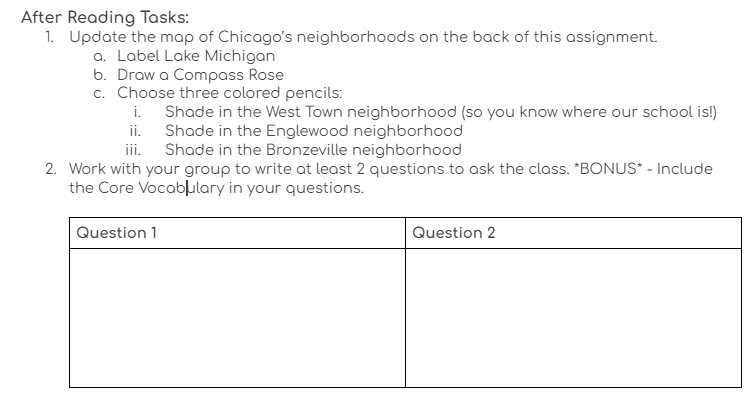 After Reading Tasks:
1. Update the map of Chicago's neighborhoods on the back of this assignment.
a. Label Lake Michigan
b. Draw a Compass Rose
c. Choose three colored pencils:
i. Shade in the West Town neighborhood (so you know where our school is!)
ii. Shade in the Englewood neighborhood
iii. Shade in the Bronzeville neighborhood
2. Work with your group to write at least 2 questions to ask the class. *BONUS* - Include
the Core Vocabulary in your questions.
Question 1 Question 2